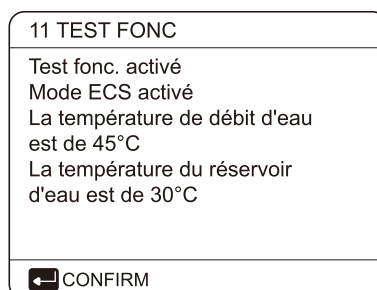 11 TEST FONC
Test fonc. activé
Mode ECS activé
La température de débit d'eau
est de 45°C
La température du réservoir
d'eau est de 30°C
CONFIRM